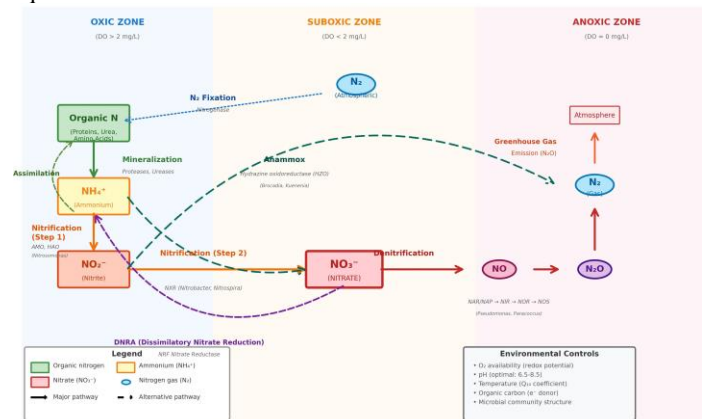 OXIC ZONE
(DO > 2 mg/L)
SUBOXIC ZONE
(DO < 2 mg/L)
ANOXIC ZONE
(DO = 0 mg/L)
N₂
(Atmospheric)
N₂ Fixation
Nitrogenase
Organic N
(Proteins, Urea,
Amino Acids)
Atmosphere
Greenhouse Gas
Emission (N₂O)
Mineralization
Proteases, Ureases
Anammox
Hydrazine oxidoreductase (HZO)
(Brocadia, Kuenenia)
Assimilation
NH₄⁺
(Ammonium)
N₂
(Gas)
Nitrification
(Step 1)
AMO, HAO
(Nitrosomonas)
NO₂⁻
(Nitrite)
Nitrification (Step 2)
NXR (Nitrobacter, Nitrospira)
NO₃⁻
(NITRATE)
Denitrification
NO
N₂O
NAR/NAP → NIR → NOR → NOS
(Pseudomonas, Paracoccus)
DNRA (Dissimilatory Nitrate Reduction)
NRF Nitrate Reductase
Legend
Organic nitrogen
Ammonium (NH₄⁺)
Nitrate (NO₃⁻)
Nitrogen gas (N₂)
Major pathway
Alternative pathway
Environmental Controls
• O₂ availability (redox potential)
• pH (optimal: 6.5-8.5)
• Temperature (Q₁₀ coefficient)
• Organic carbon (e⁻ donor)
• Microbial community structure